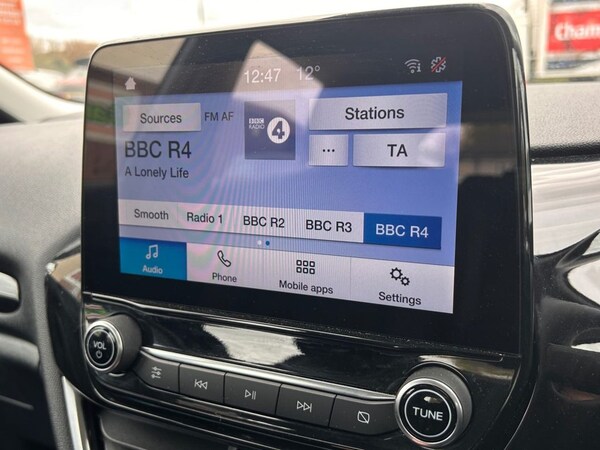 Cham
12:47 12°
Sources FM AF BBC RADIO 4 Stations
... TA
BBC R4
A Lonely Life
Smooth Radio 1 BBC R2 BBC R3 BBC R4
Audio Phone Mobile apps Settings
VOL
TUNE